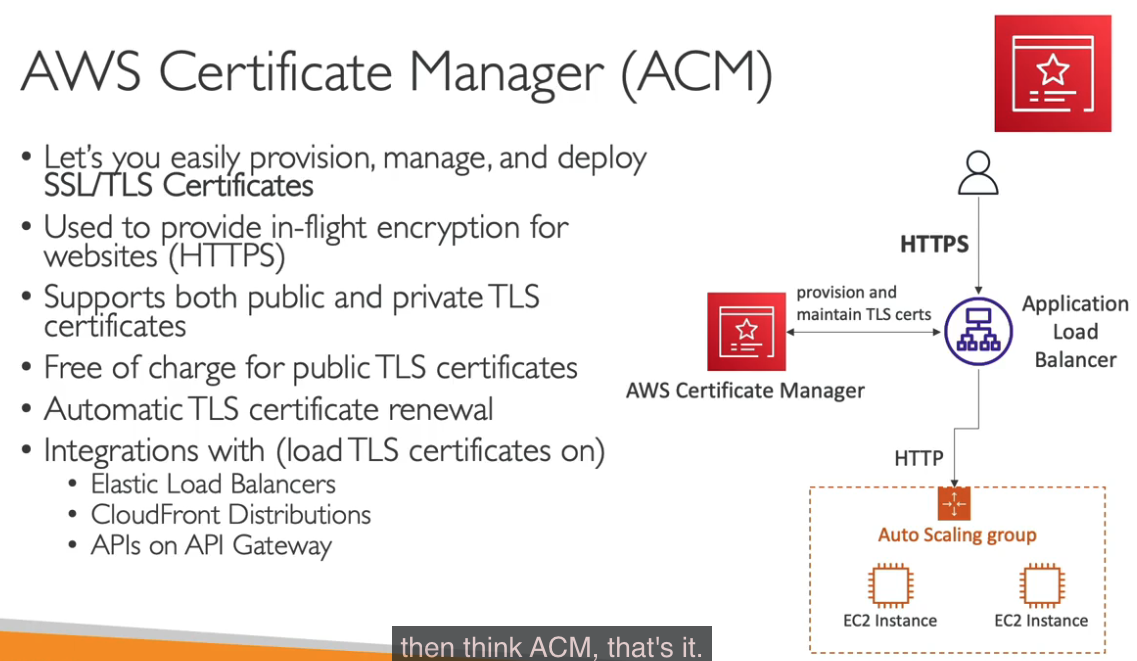 AWS Certificate Manager (ACM)
• Let's you easily provision, manage, and deploy
SSL/TLS Certificates
• Used to provide in-flight encryption for
websites (HTTPS)
• Supports both public and private TLS
certificates
• Free of charge for public TLS certificates
• Automatic TLS certificate renewal
• Integrations with (load TLS certificates on)
• Elastic Load Balancers
• CloudFront Distributions
• APIs on API Gateway
HTTPS
provision and
maintain TLS certs
Application
Load
Balancer
AWS Certificate Manager
HTTP
Auto Scaling group
EC2 Instance
EC2 Instance
then think ACM, that's it.